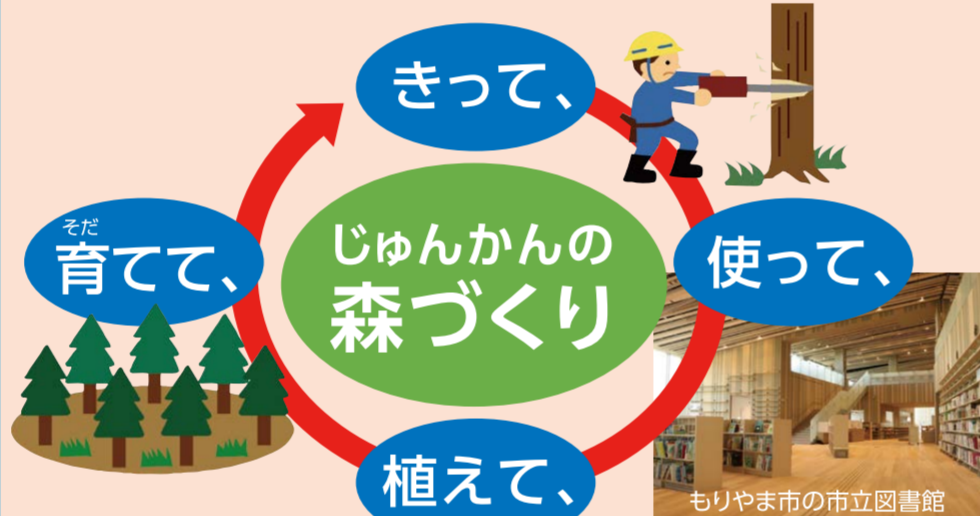 きって、
そだ
育てて、
じゅんかんの
森づくり
使って、
植えて、
もりやま市の市立図書館